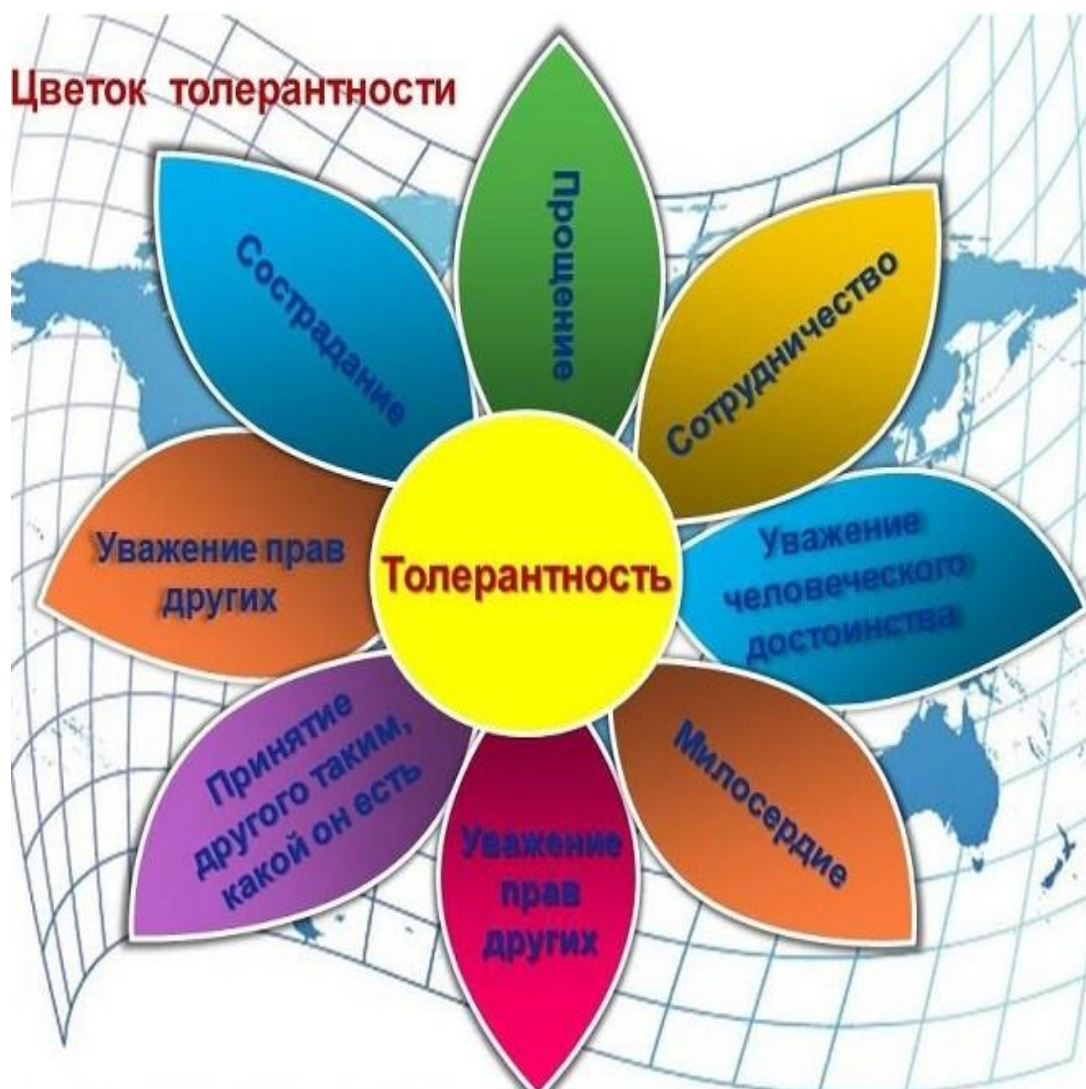 Цветок толерантности
Прощение
Сотрудничество
Уважение
человеческого
достоинства
Милосердие
Уважение
прав
других
Принятие
другого таким,
какой он есть
Уважение прав
других
Сострадание
Толерантность